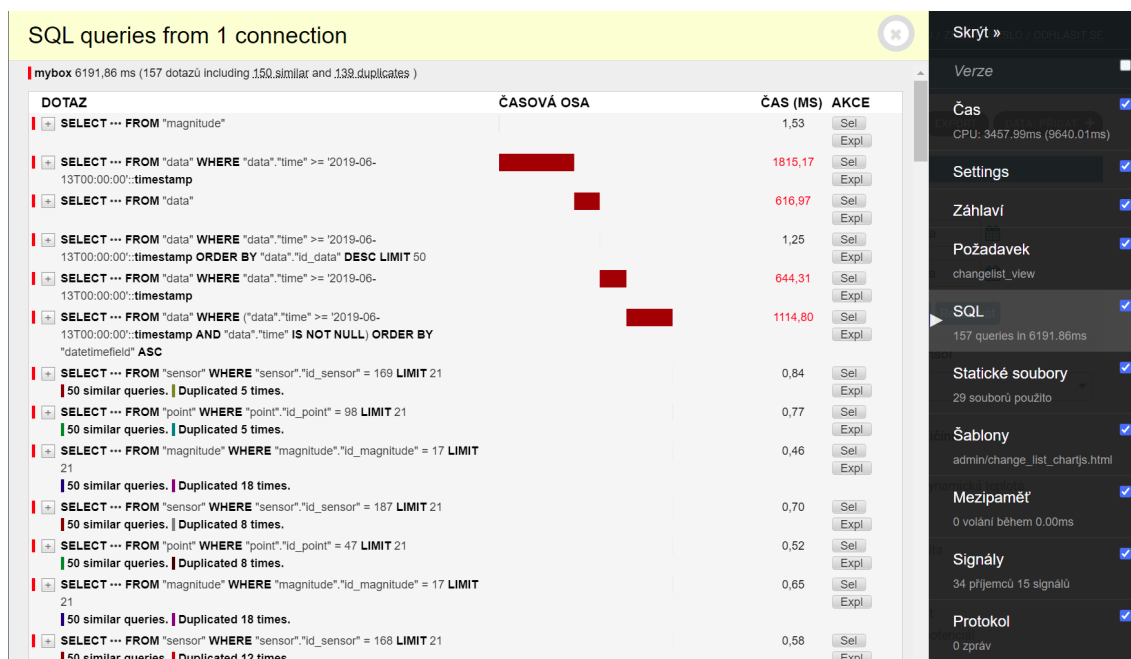 SQL queries from 1 connection
mybox 6191,86 ms (157 dotazů including 150 similar and 139 duplicates )
DOTAZ ČASOVÁ OSA ČAS (MS) AKCE
+ SELECT ••• FROM "magnitude" 1,53 Sel
Expl
+ SELECT ••• FROM "data" WHERE "data"."time" >= '2019-06- 1815,17 Sel
13T00:00:00'::timestamp Expl
+ SELECT ••• FROM "data" 616,97 Sel
Expl
+ SELECT ••• FROM "data" WHERE "data"."time" >= '2019-06- 1,25 Sel
13T00:00:00'::timestamp ORDER BY "data"."id_data" DESC LIMIT 50 Expl
+ SELECT ••• FROM "data" WHERE "data"."time" >= '2019-06- 644,31 Sel
13T00:00:00'::timestamp Expl
+ SELECT ••• FROM "data" WHERE ("data"."time" >= '2019-06- 1114,80 Sel
13T00:00:00'::timestamp AND "data"."time" IS NOT NULL) ORDER BY Expl
"datetimefield" ASC
+ SELECT ••• FROM "sensor" WHERE "sensor"."id_sensor" = 169 LIMIT 21 0,84 Sel
50 similar queries. Duplicated 5 times. Expl
+ SELECT ••• FROM "point" WHERE "point"."id_point" = 98 LIMIT 21 0,77 Sel
50 similar queries. Duplicated 5 times. Expl
+ SELECT ••• FROM "magnitude" WHERE "magnitude"."id_magnitude" = 17 LIMIT 0,46 Sel
21 Expl
50 similar queries. Duplicated 18 times.
+ SELECT ••• FROM "sensor" WHERE "sensor"."id_sensor" = 187 LIMIT 21 0,70 Sel
50 similar queries. Duplicated 8 times. Expl
+ SELECT ••• FROM "point" WHERE "point"."id_point" = 47 LIMIT 21 0,52 Sel
50 similar queries. Duplicated 8 times. Expl
+ SELECT ••• FROM "magnitude" WHERE "magnitude"."id_magnitude" = 17 LIMIT 0,65 Sel
21 Expl
50 similar queries. Duplicated 18 times.
+ SELECT ••• FROM "sensor" WHERE "sensor"."id_sensor" = 168 LIMIT 21 0,58 Sel
50 similar queries. Duplicated 12 times. Expl
Skrýt »
/ ODHLÁSIT SE
Verze
Čas
CPU: 3457.99ms (9640.01ms)
Settings
Záhlaví
Požadavek
changelist_view
SQL
157 queries in 6191.86ms
Statické soubory
29 souborů použito
Šablony
admin/change_list_chartjs.html
Mezipaměť
0 volání během 0.00ms
Signály
34 příjemců 15 signálů
Protokol
0 zpráv